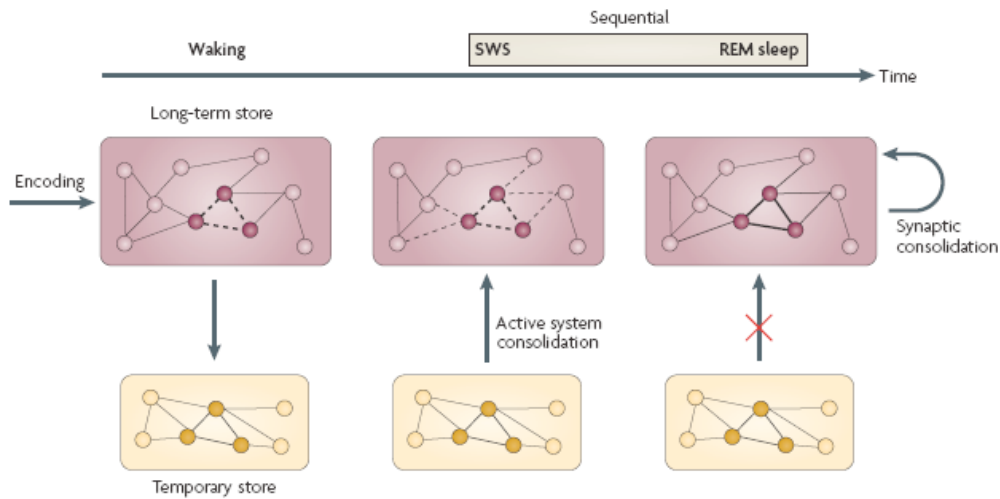 Sequential
Waking
SWS
REM sleep
Time
Long-term store
Encoding
Synaptic
consolidation
Active system
consolidation
Temporary store